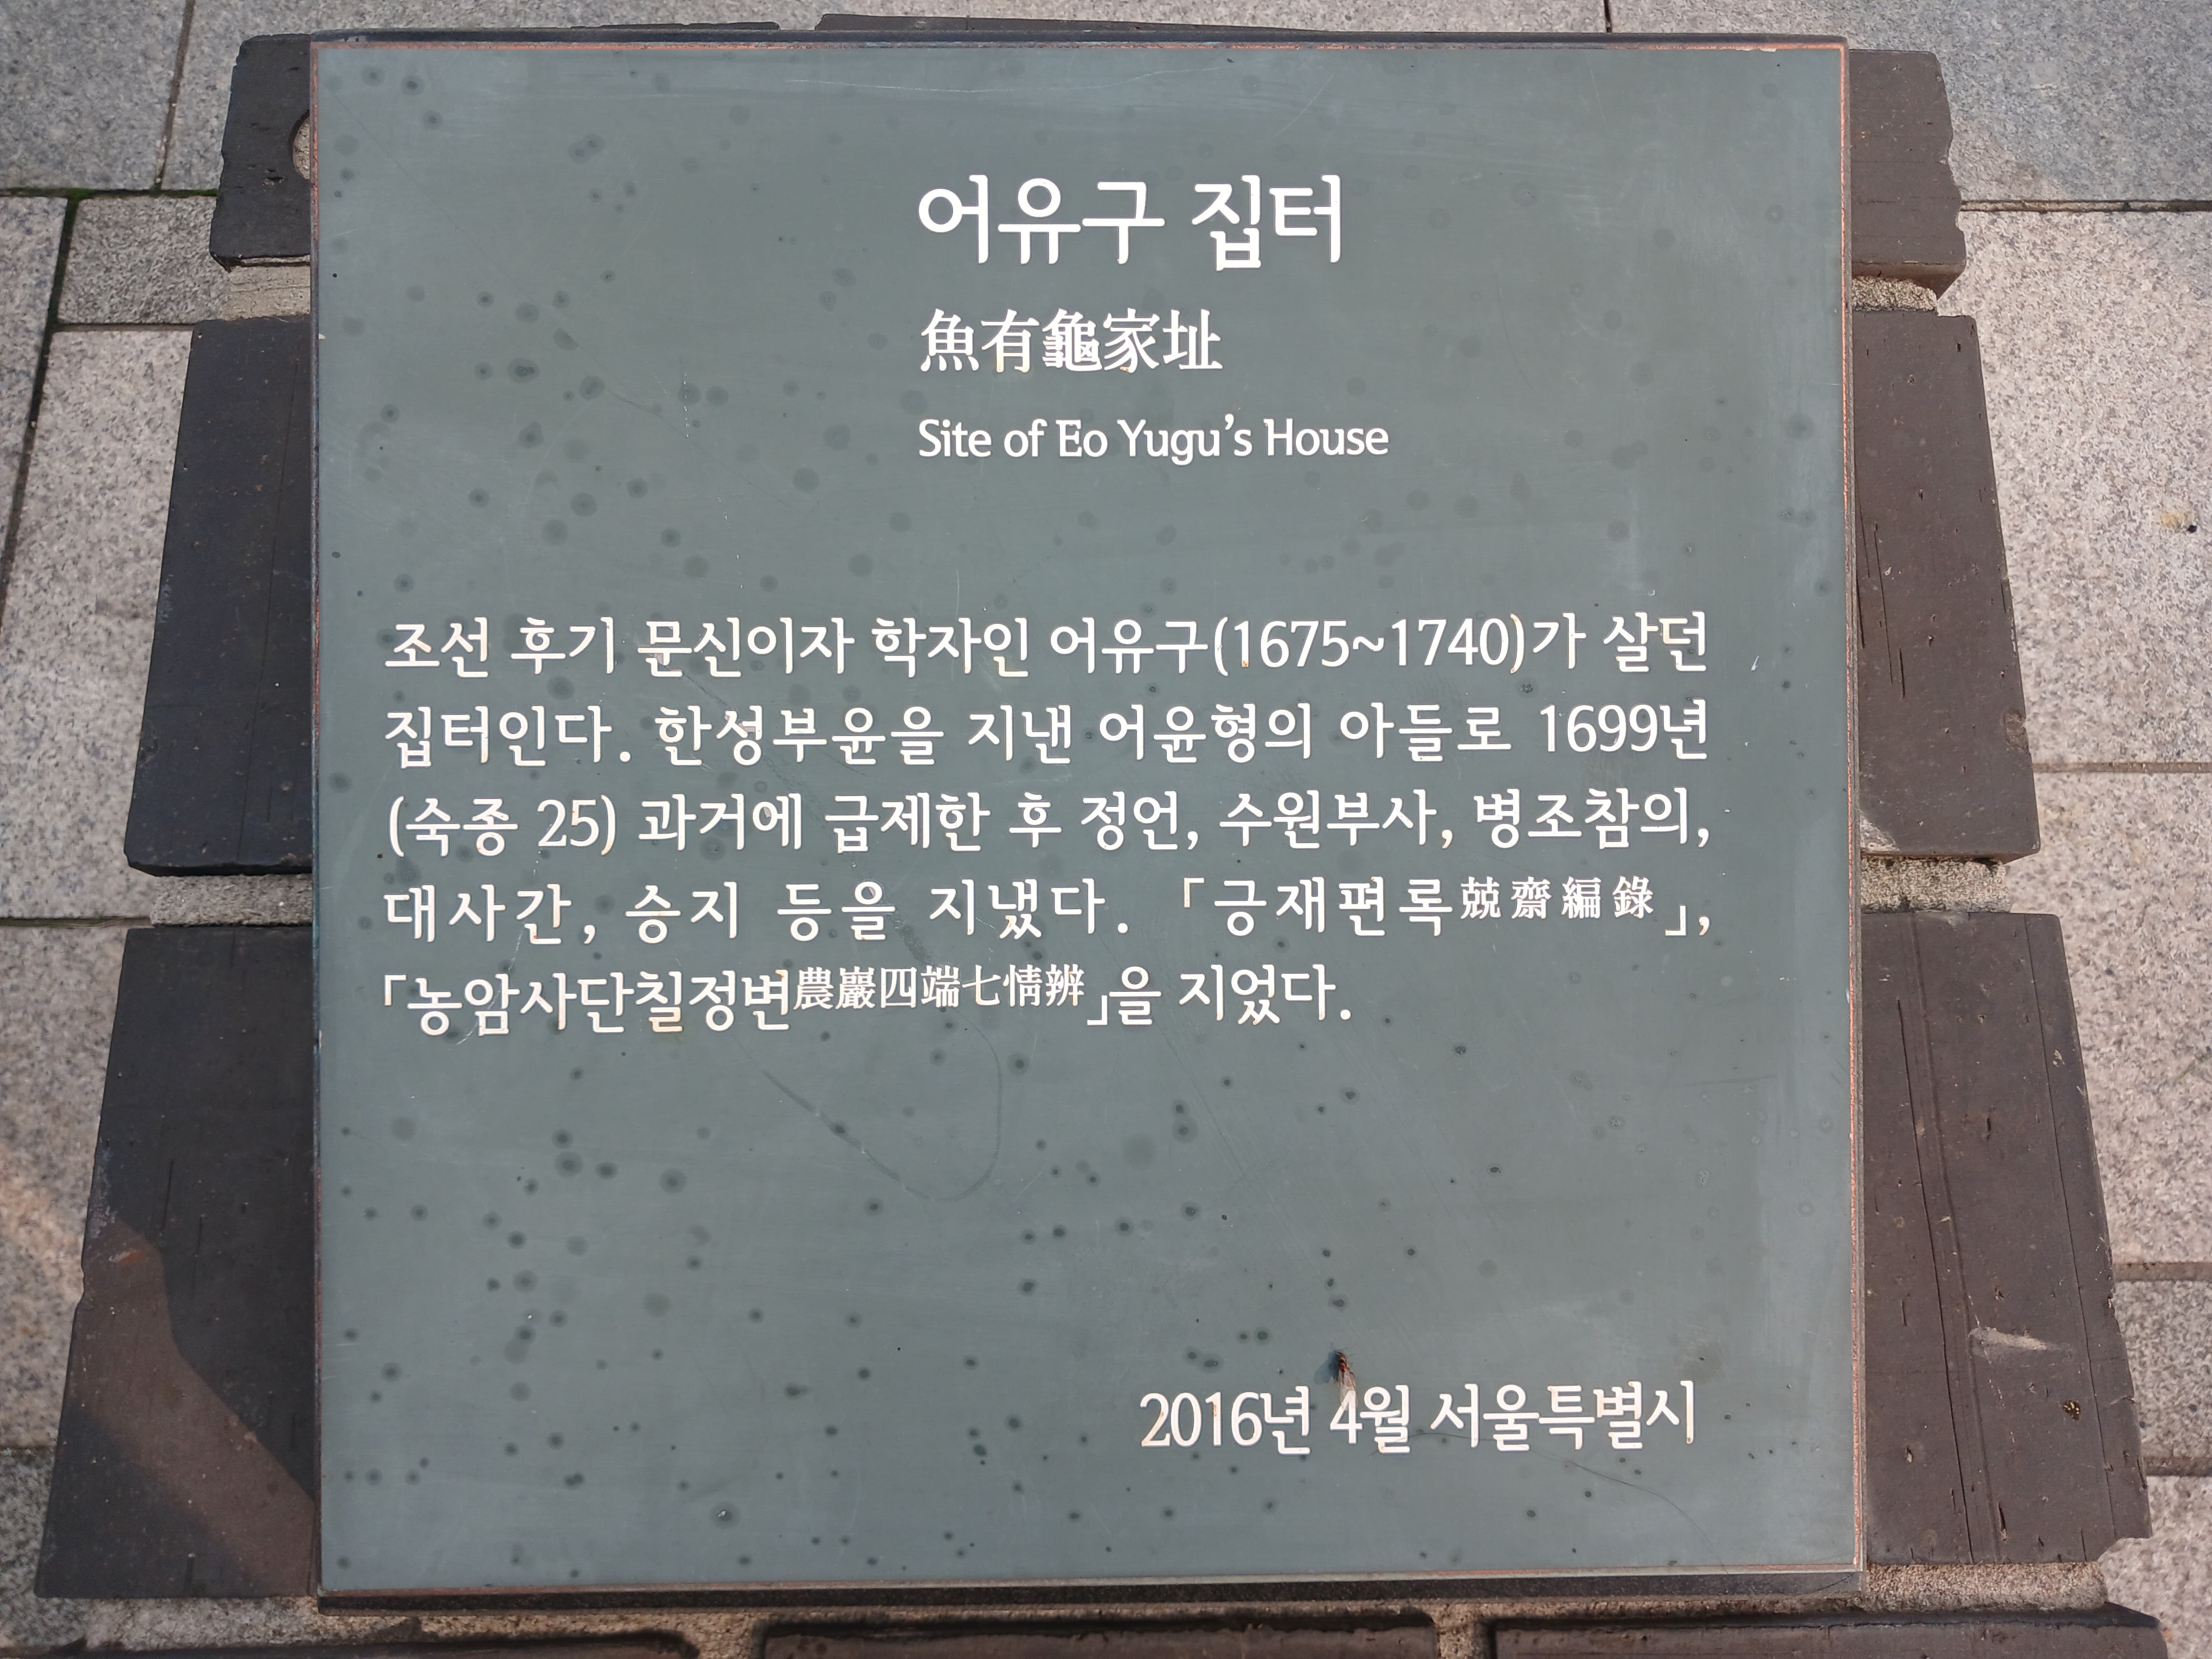 어유구 집터
魚有龜家址
Site of Eo Yugu’s House
조선 후기 문신이자 학자인 어유구(1675~1740)가 살던
집터인다. 한성부윤을 지낸 어윤형의 아들로 1699년
(숙종 25) 과거에 급제한 후 정언, 수원부사, 병조참의,
대사간, 승지 등을 지냈다. 「긍재편록兢齋編錄」,
「농암사단칠정변農巖四端七情辨」을 지었다.
2016년 4월 서울특별시